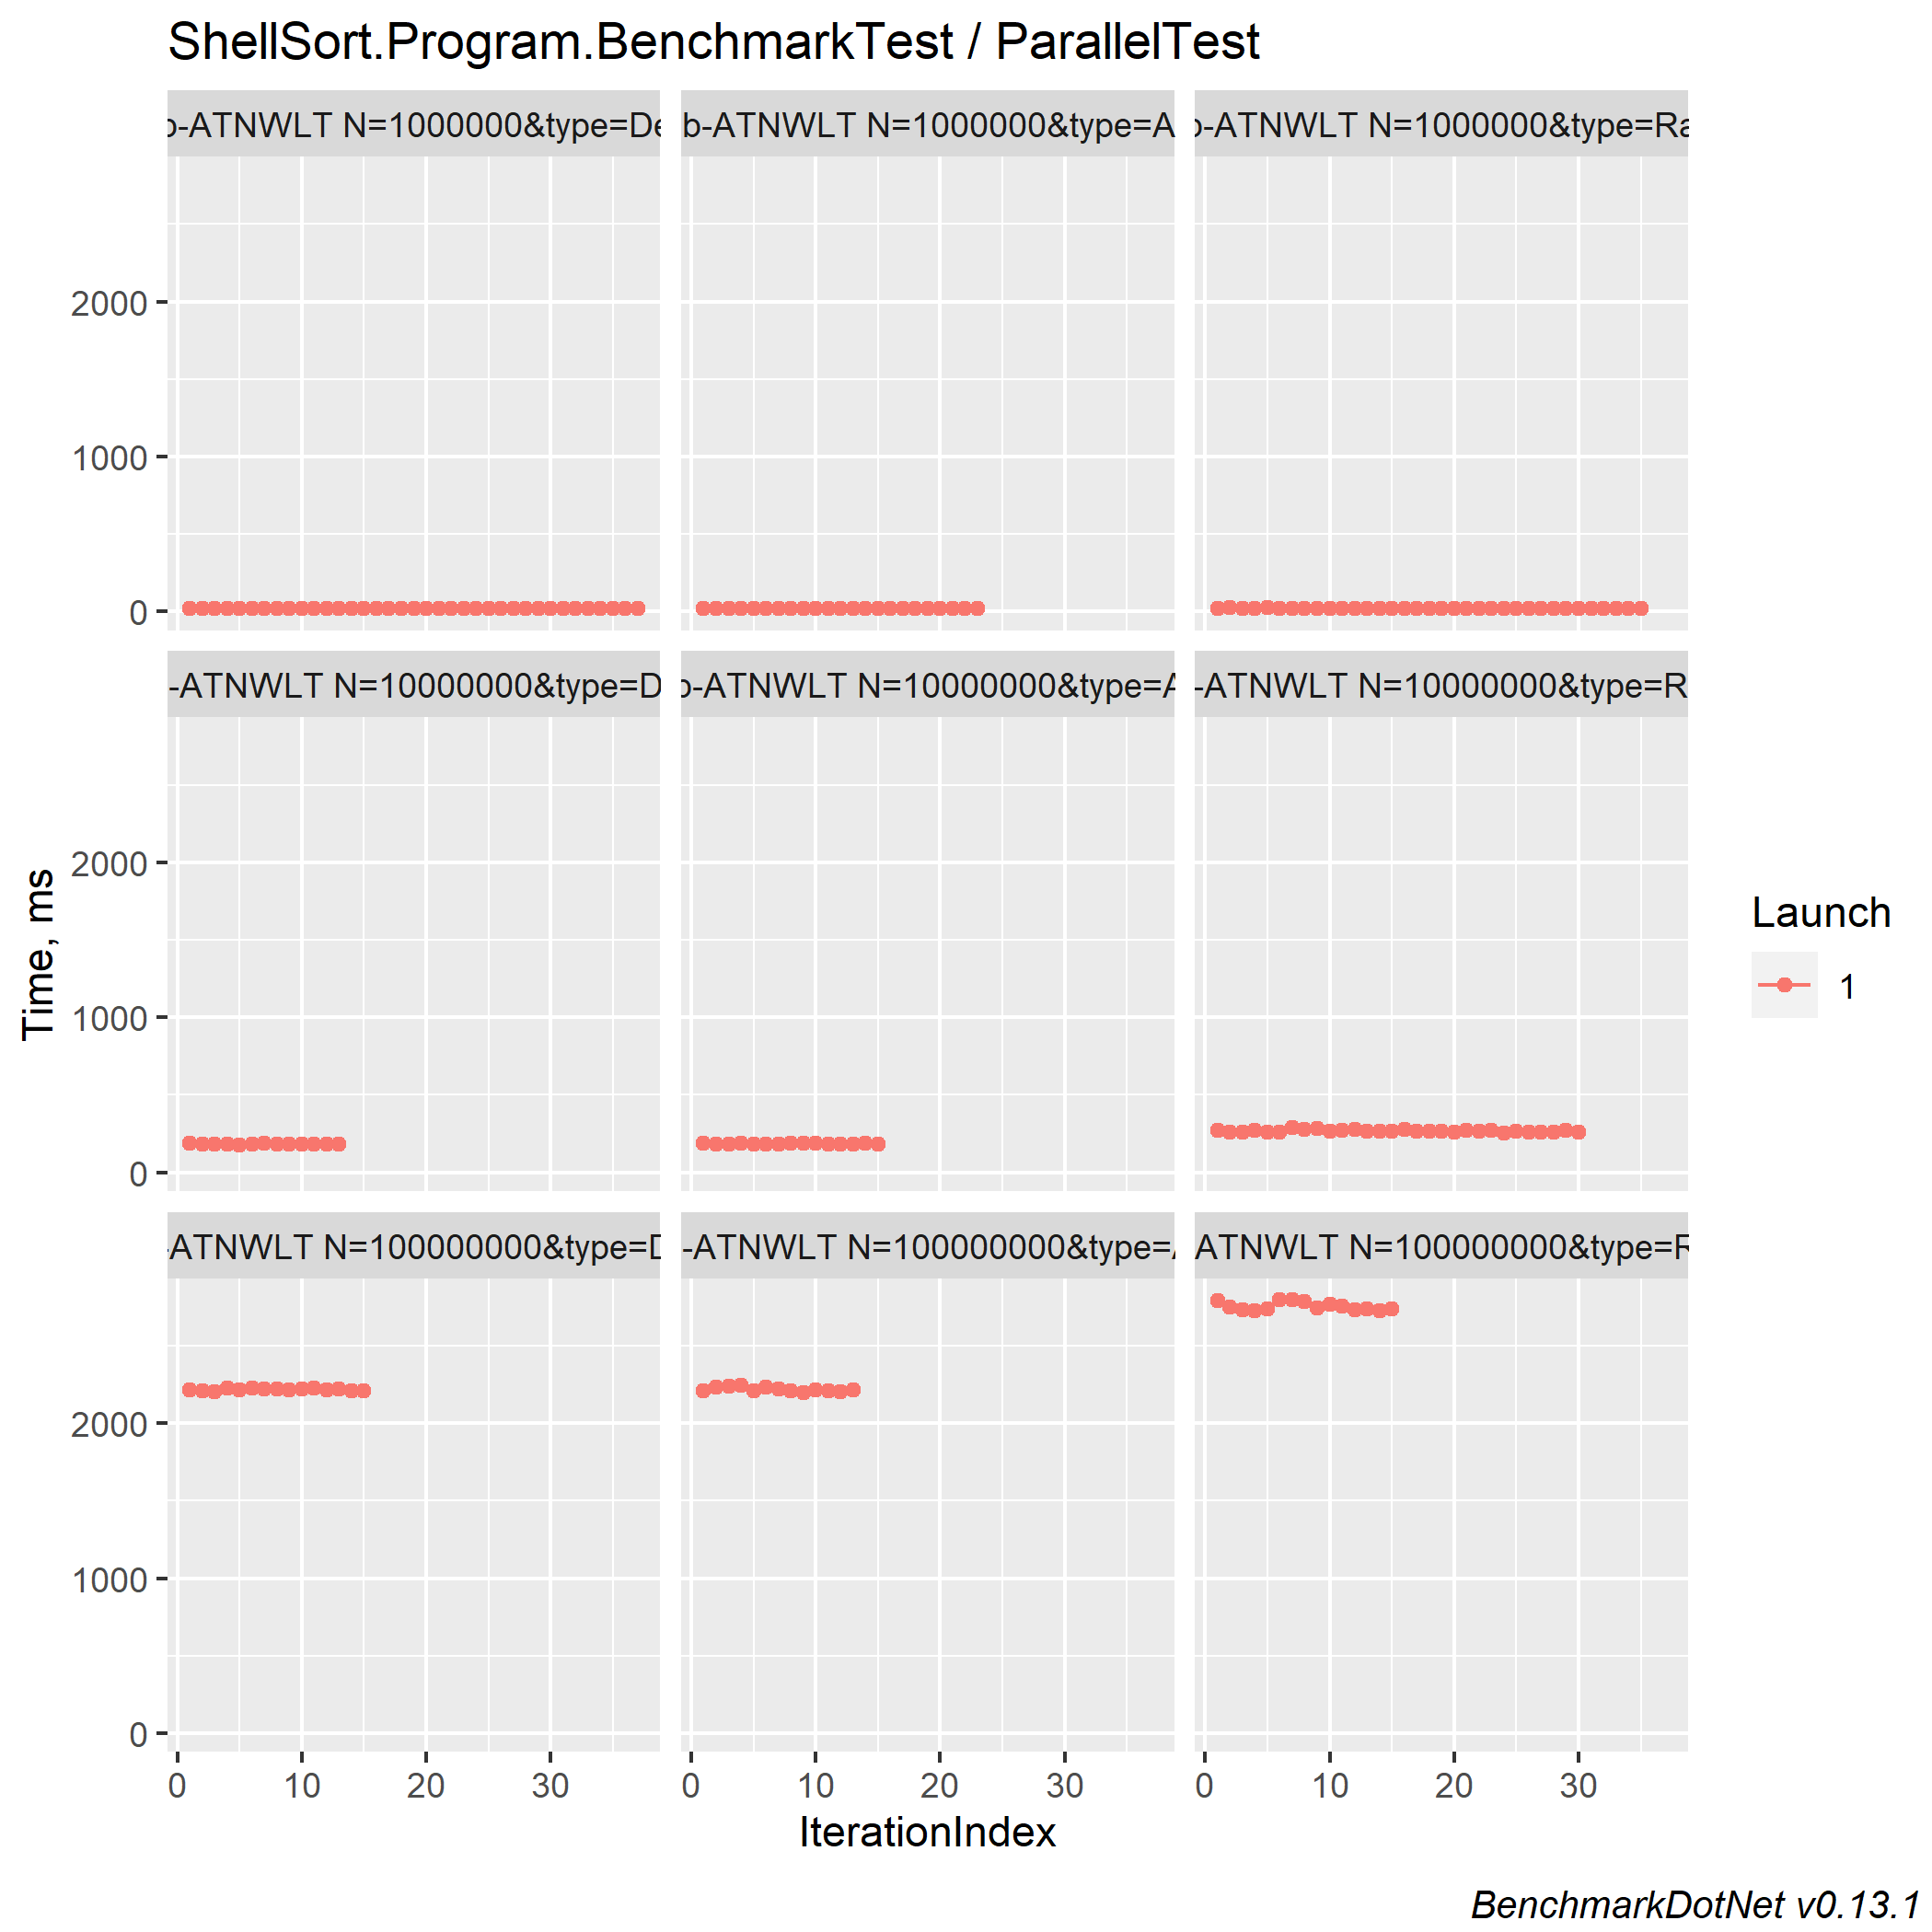 ShellSort.Program.BenchmarkTest / ParallelTest
b-ATNWLT N=1000000&type=De
b-ATNWLT N=1000000&type=A
b-ATNWLT N=1000000&type=Ra
2000
1000
0
-ATNWLT N=10000000&type=D
b-ATNWLT N=10000000&type=A
-ATNWLT N=10000000&type=R
2000
1000
0
-ATNWLT N=100000000&type=D
-ATNWLT N=100000000&type=A
ATNWLT N=100000000&type=R
2000
1000
0
0 10 20 30
0 10 20 30
0 10 20 30
Time, ms
IterationIndex
Launch
1
BenchmarkDotNet v0.13.1